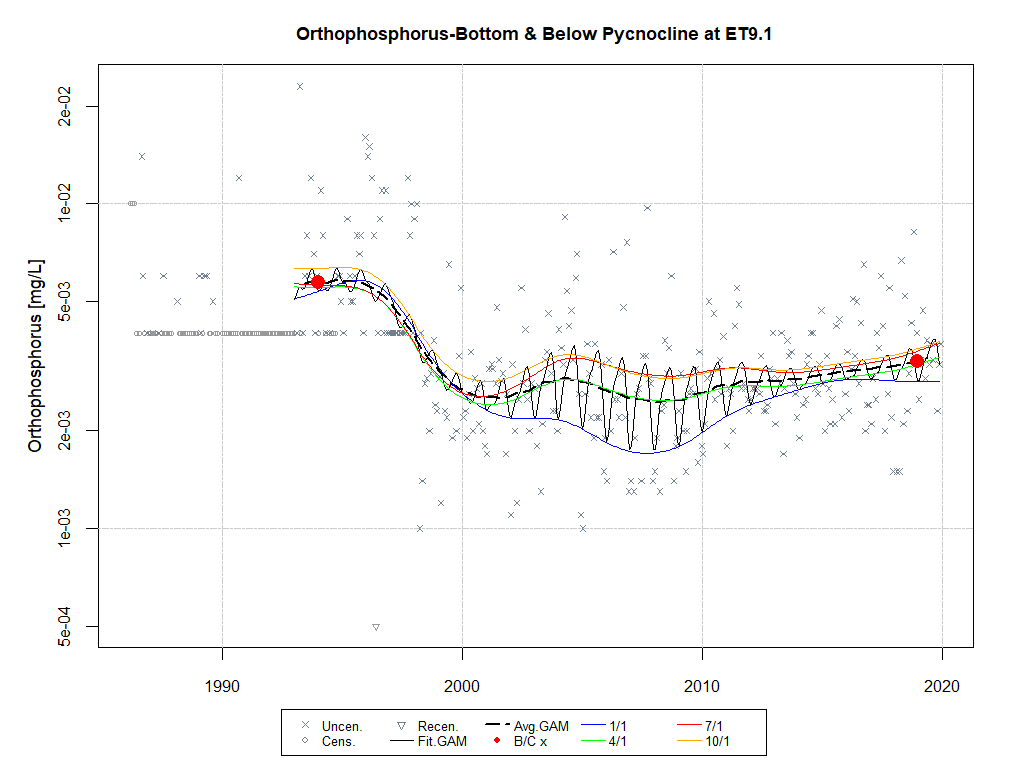 Orthophosphorus-Bottom & Below Pycnocline at ET9.1
Orthophosphorus [mg/L]
2e-02
1e-02
5e-03
2e-03
1e-03
5e-04
1990 2000 2010 2020
Uncen. Recen. Avg.GAM 1/1 7/1
Cens. Fit.GAM B/C x 4/1 10/1